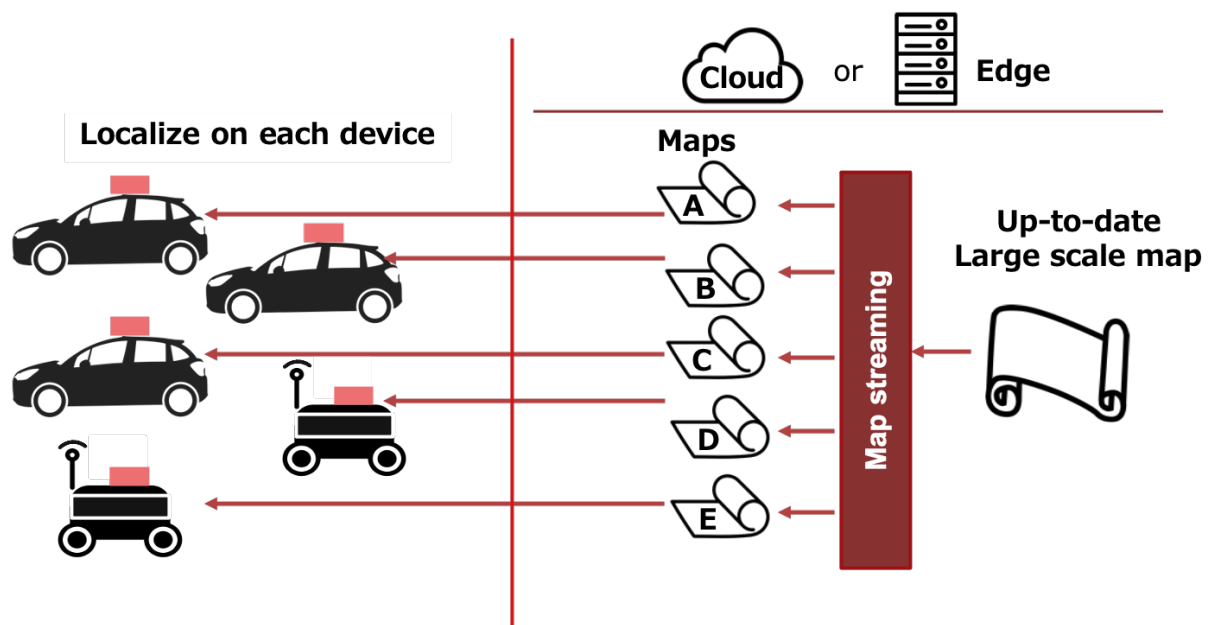 Cloud or Edge
Localize on each device
Maps
A
B
C
D
E
Map streaming
Up-to-date
Large scale map